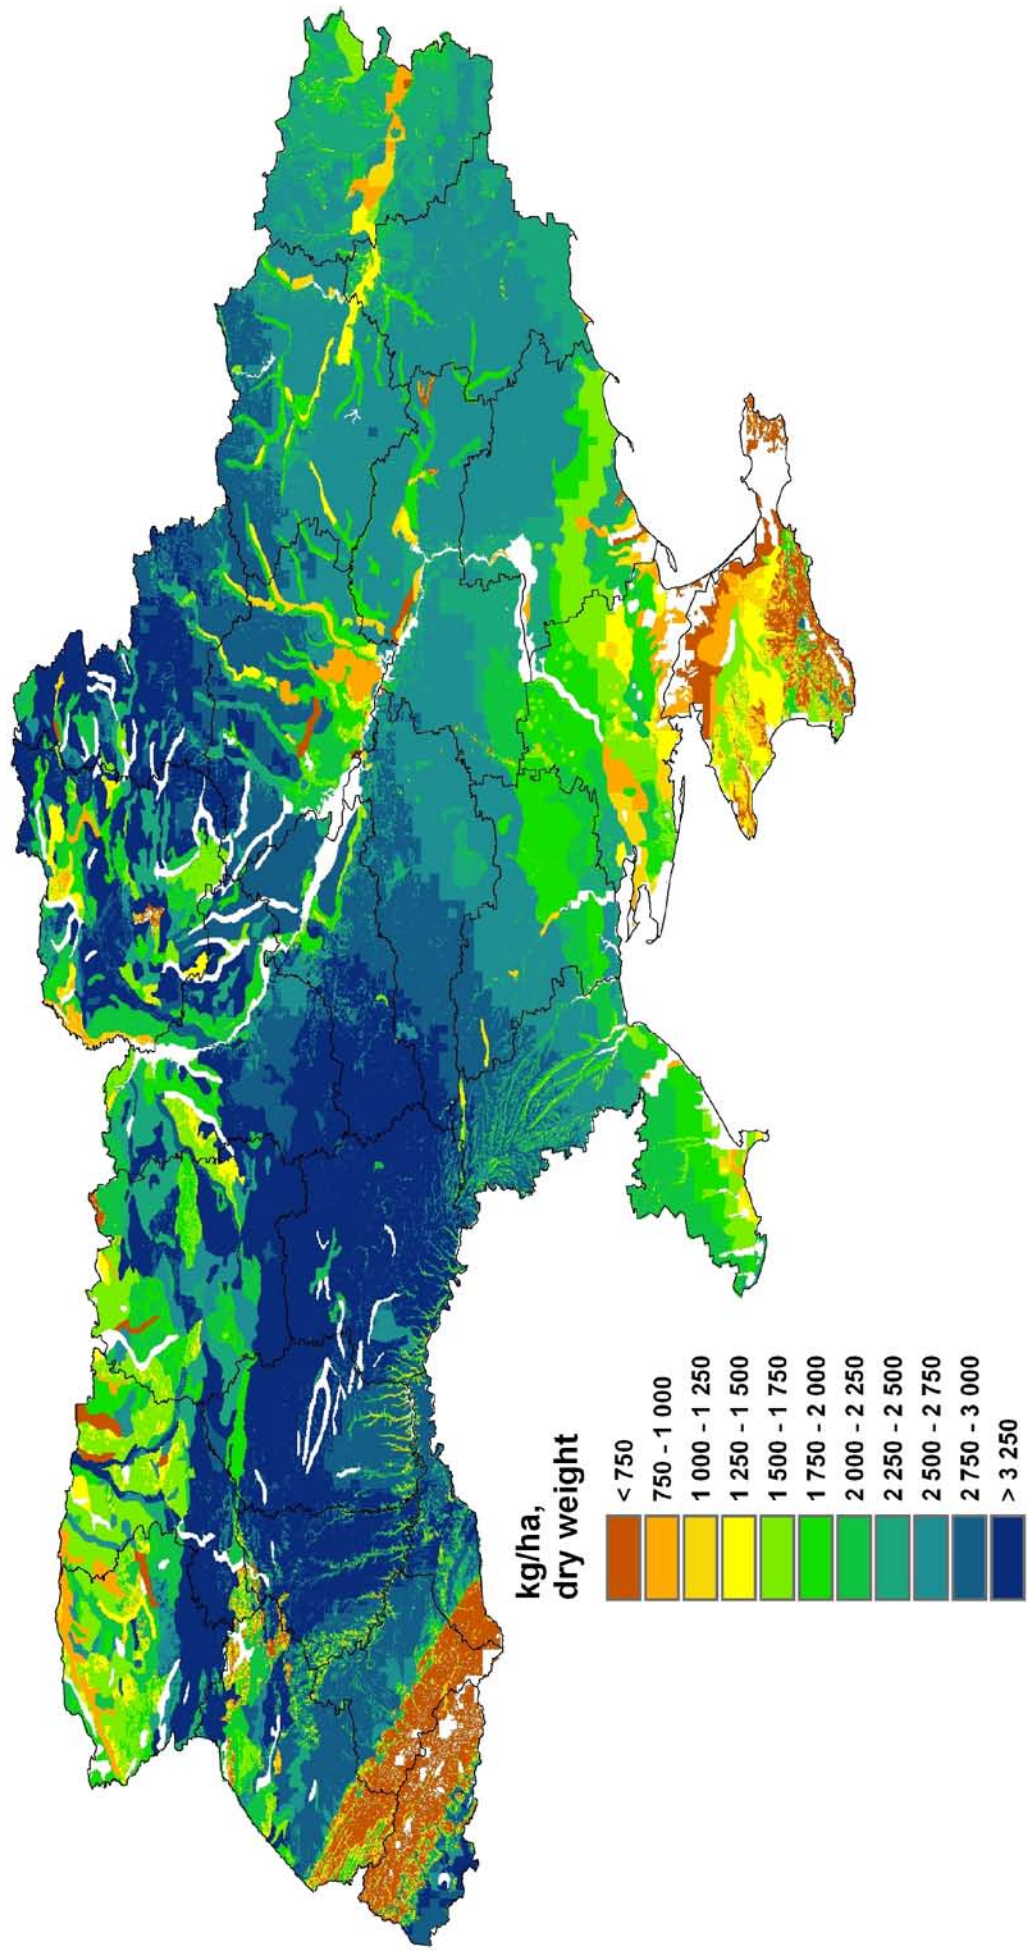 kg/ha,
dry weight
< 750
750 - 1 000
1 000 - 1 250
1 250 - 1 500
1 500 - 1 750
1 750 - 2 000
2 000 - 2 250
2 250 - 2 500
2 500 - 2 750
2 750 - 3 000
> 3 250